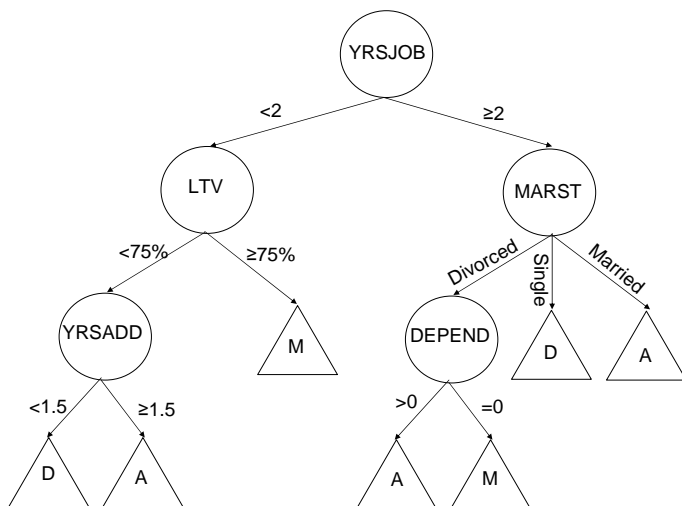 YRSJOB
<2
≥2
LTV
MARST
<75%
≥75%
Divorced
Single
Married
YRSADD
M
DEPEND
D
A
<1.5
≥1.5
>0
=0
D
A
A
M